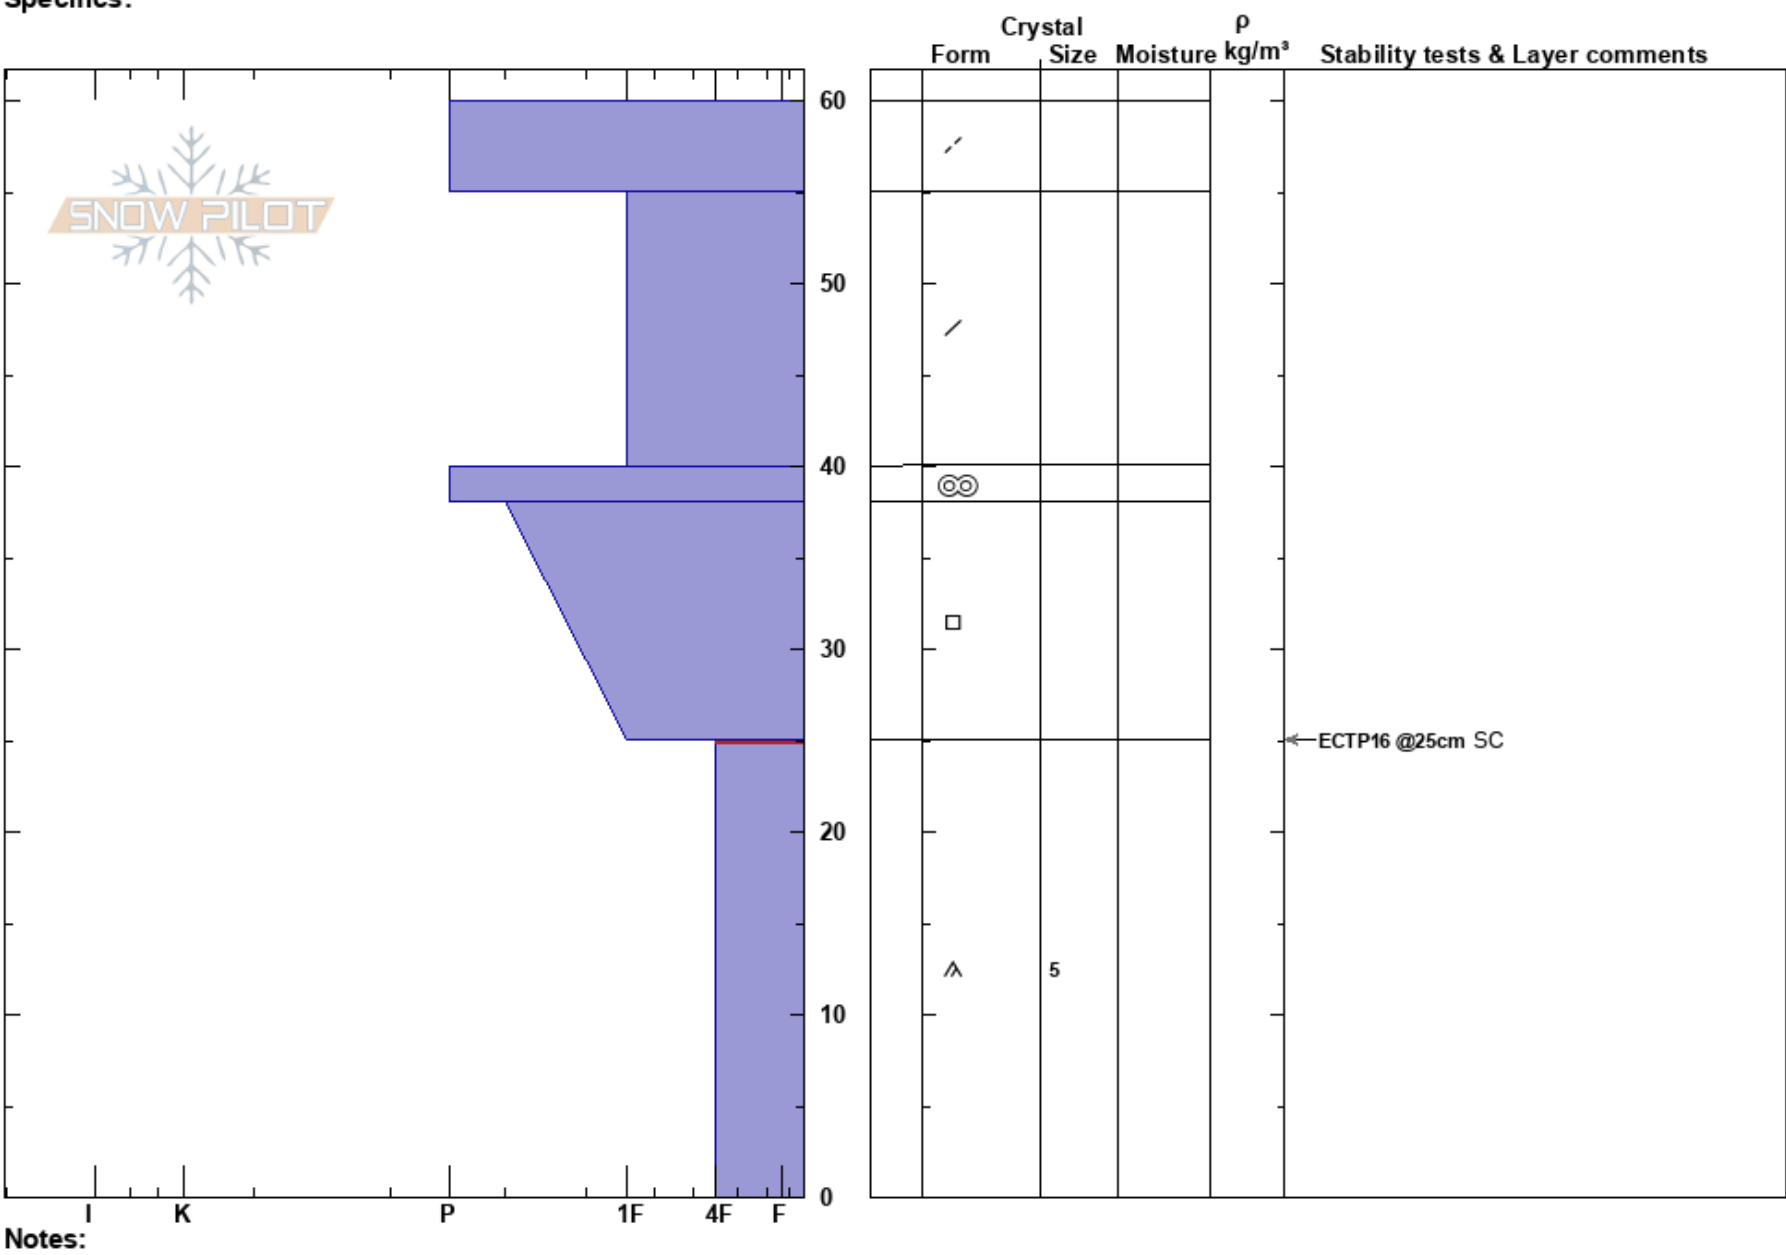 Specifics:
Crystal ρ
Form Size Moisture kg/m³ Stability tests & Layer comments
60
SNOW PILOT
50
40
30
ECTP16 @25cm SC
20
5
10
0
I K P 1F 4F F
Notes: